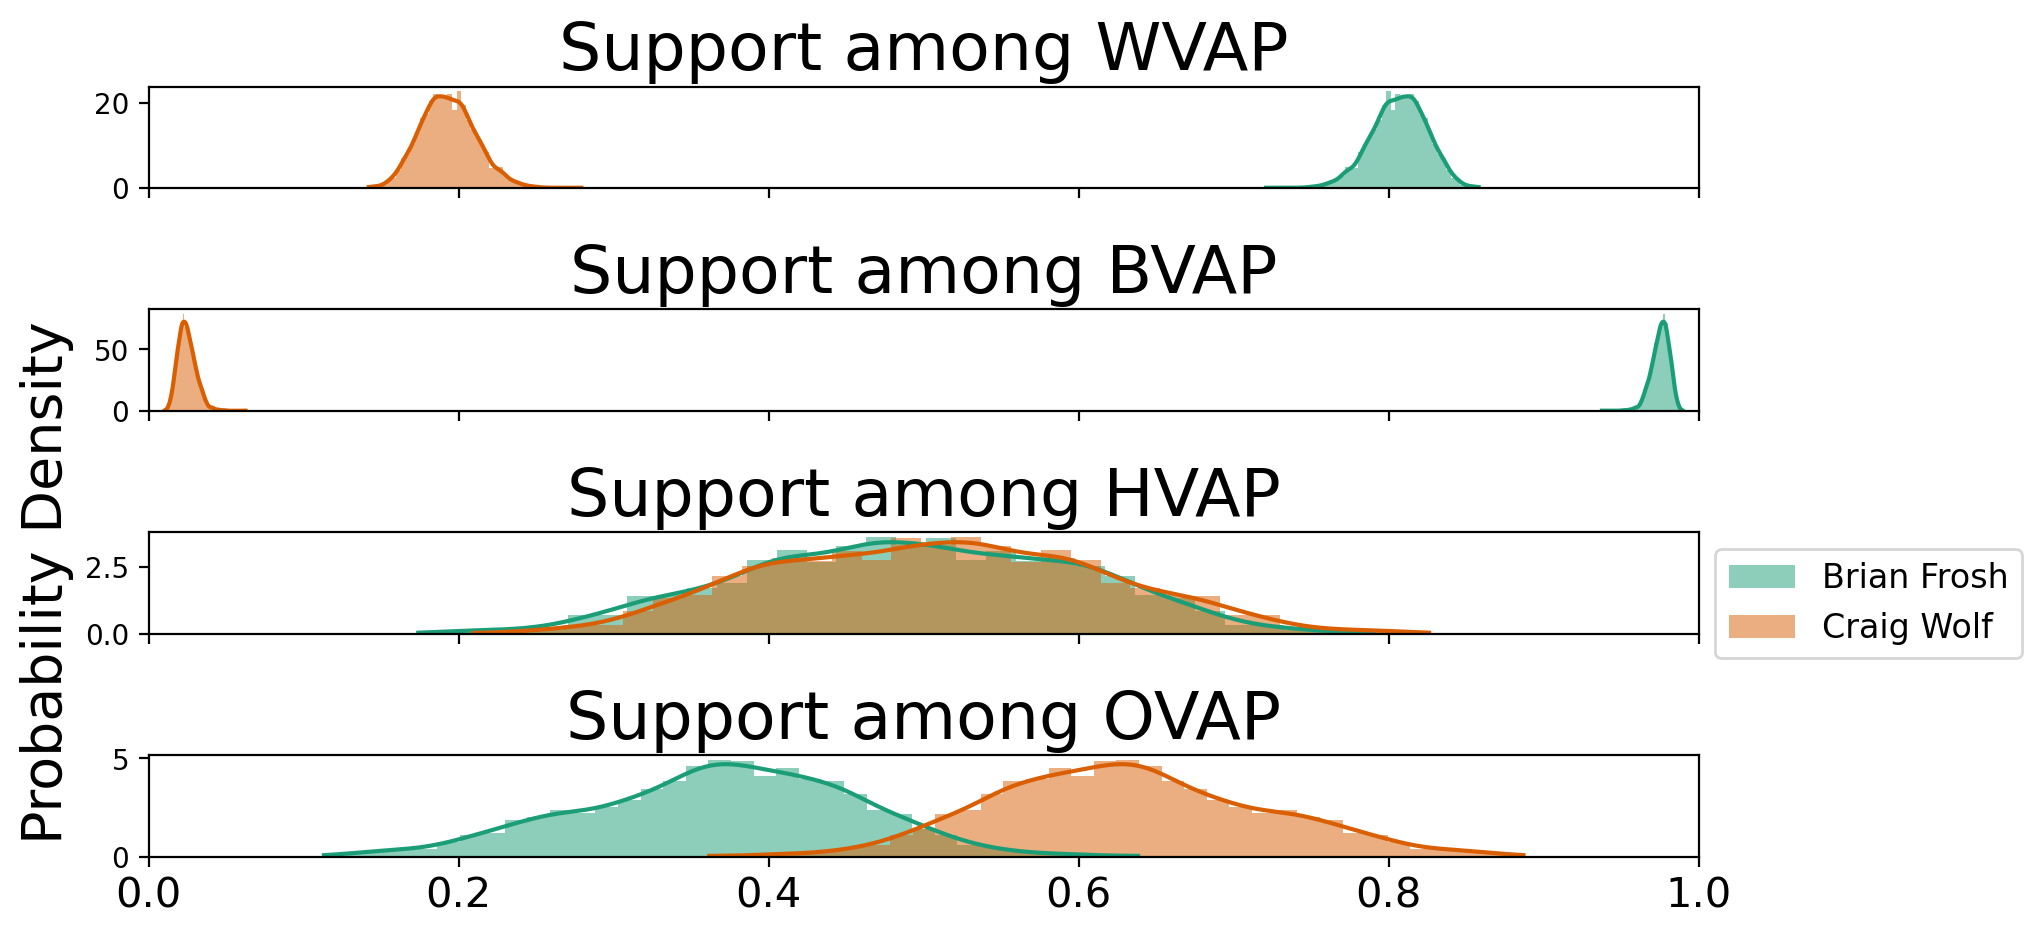 Support among WVAP
20
0
Support among BVAP
50
0
Probability Density
Support among HVAP
2.5
0.0
Brian Frosh
Craig Wolf
Support among OVAP
5
0
0.0 0.2 0.4 0.6 0.8 1.0